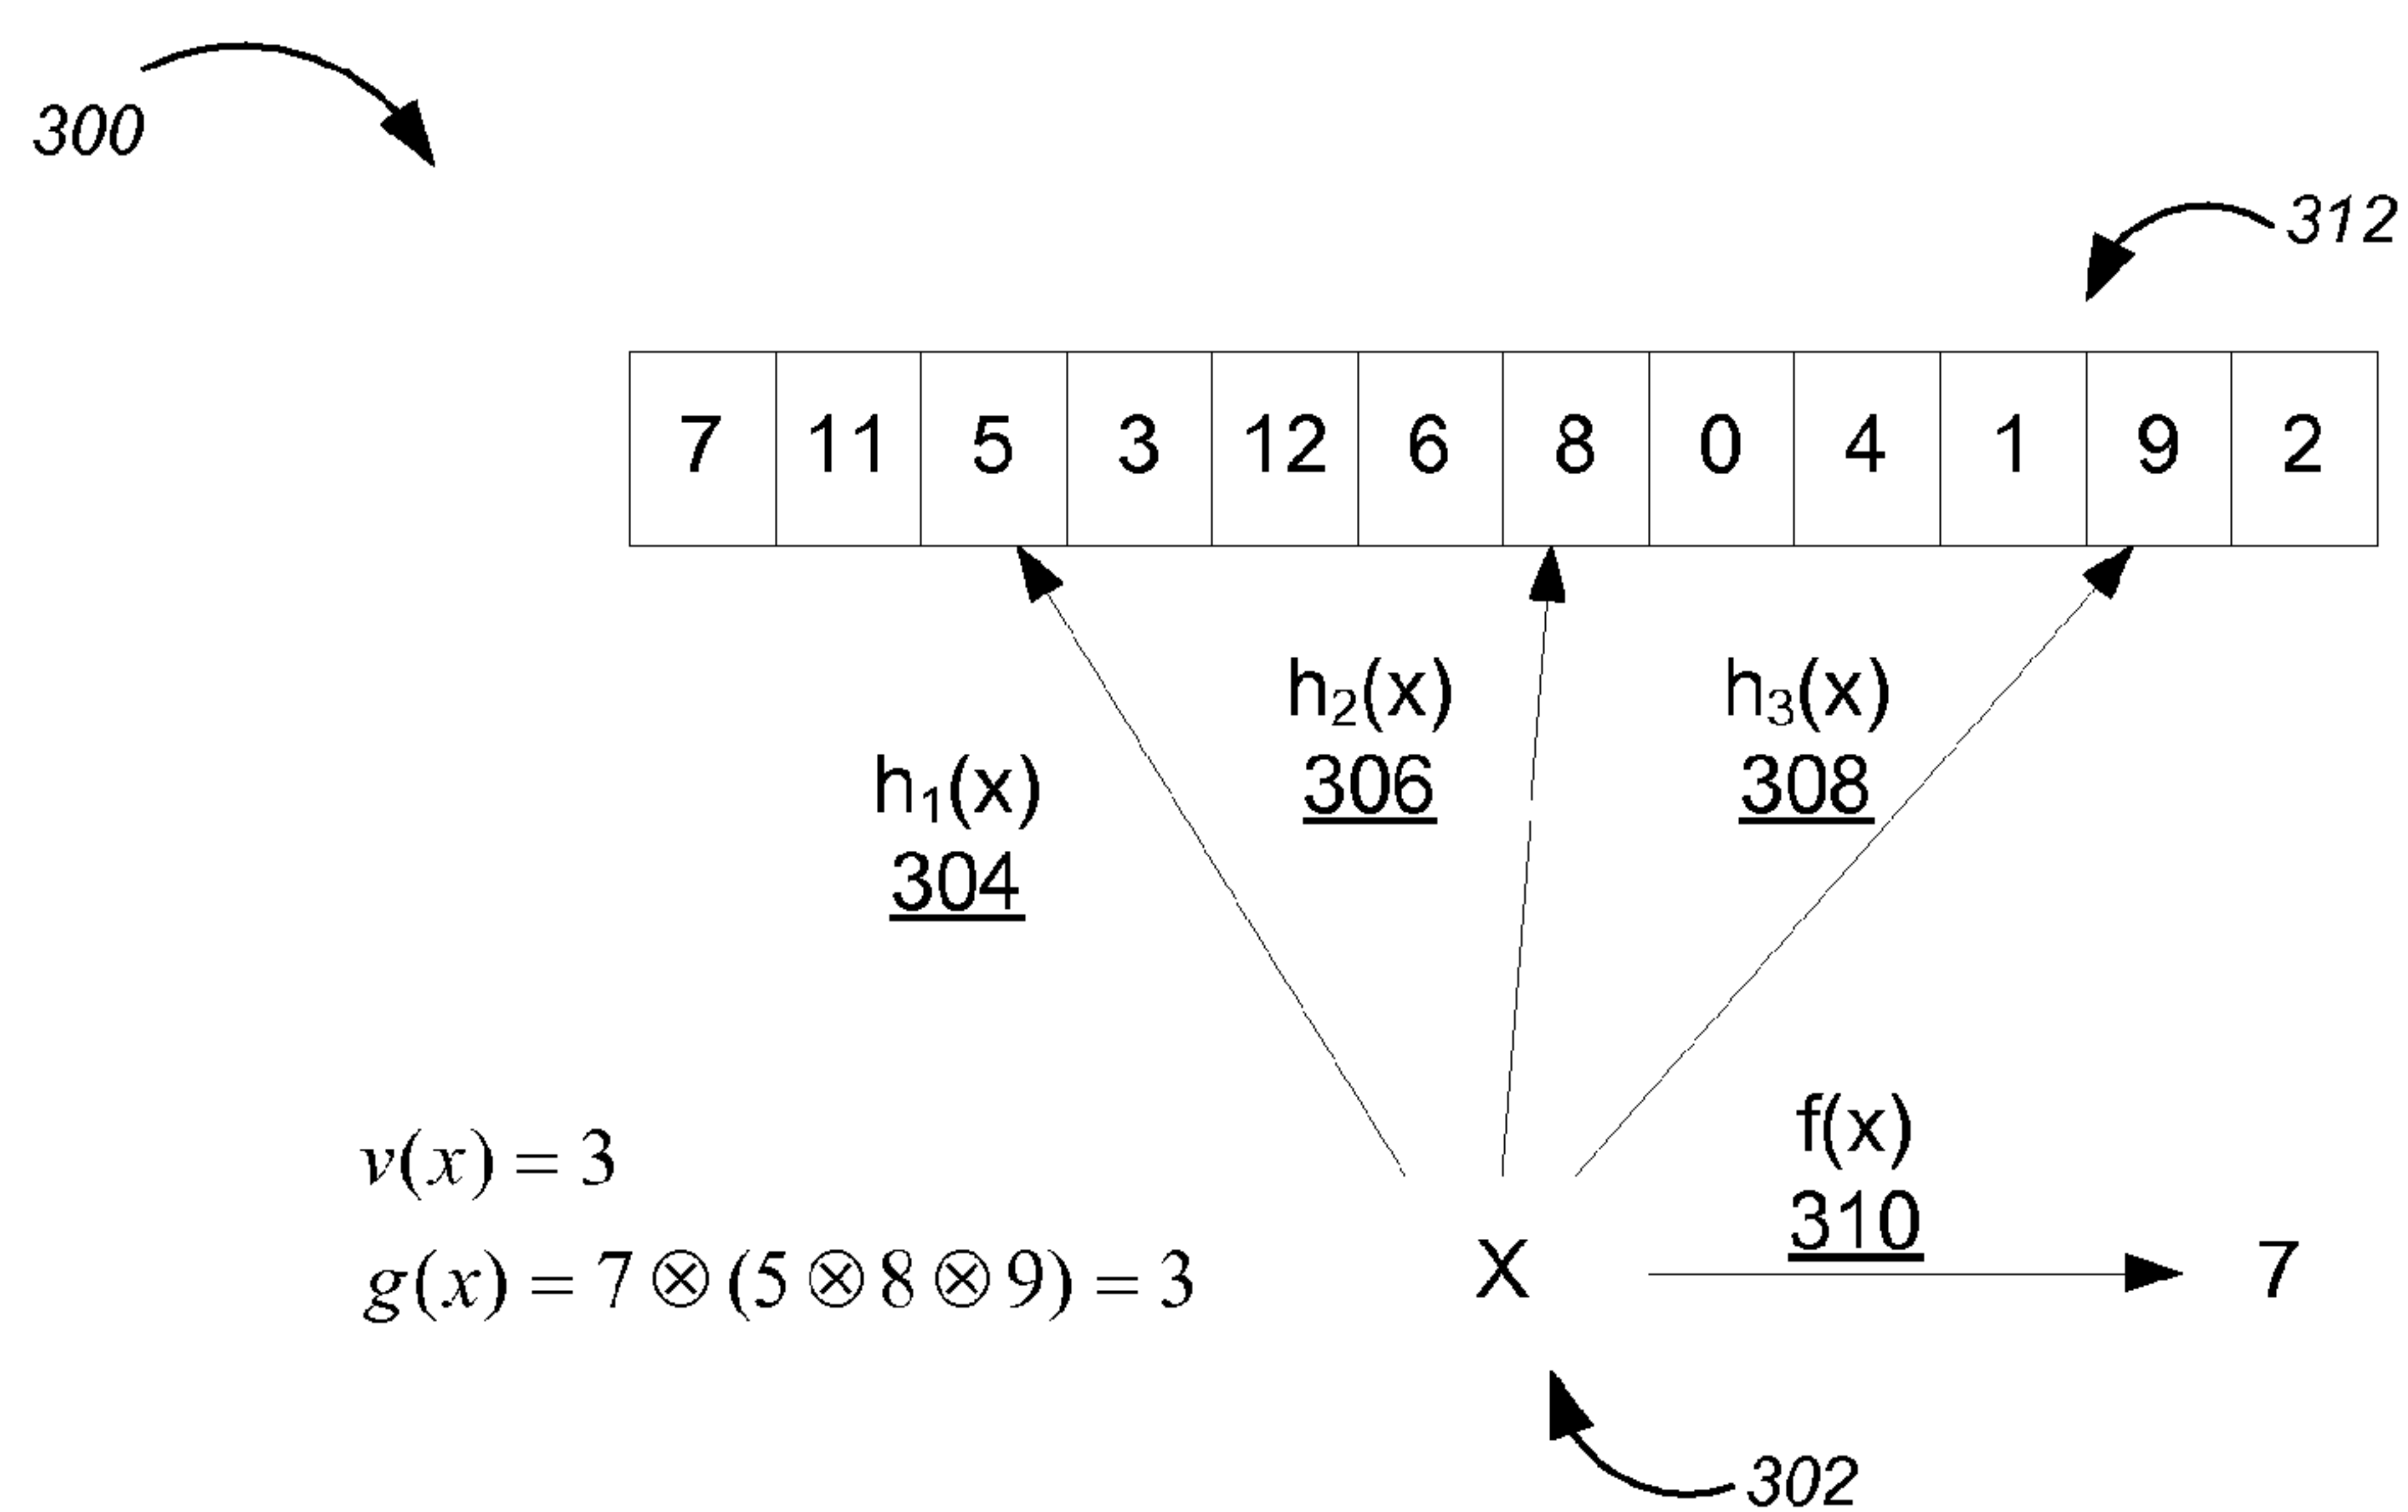 300
312
7 11 5 3 12 6 8 0 4 1 9 2
h₂(x) h₃(x)
306 308
h₁(x)
304
f(x)
310
v(x) = 3
g(x) = 7 ⊗ (5 ⊗ 8 ⊗ 9) = 3
X 7
302